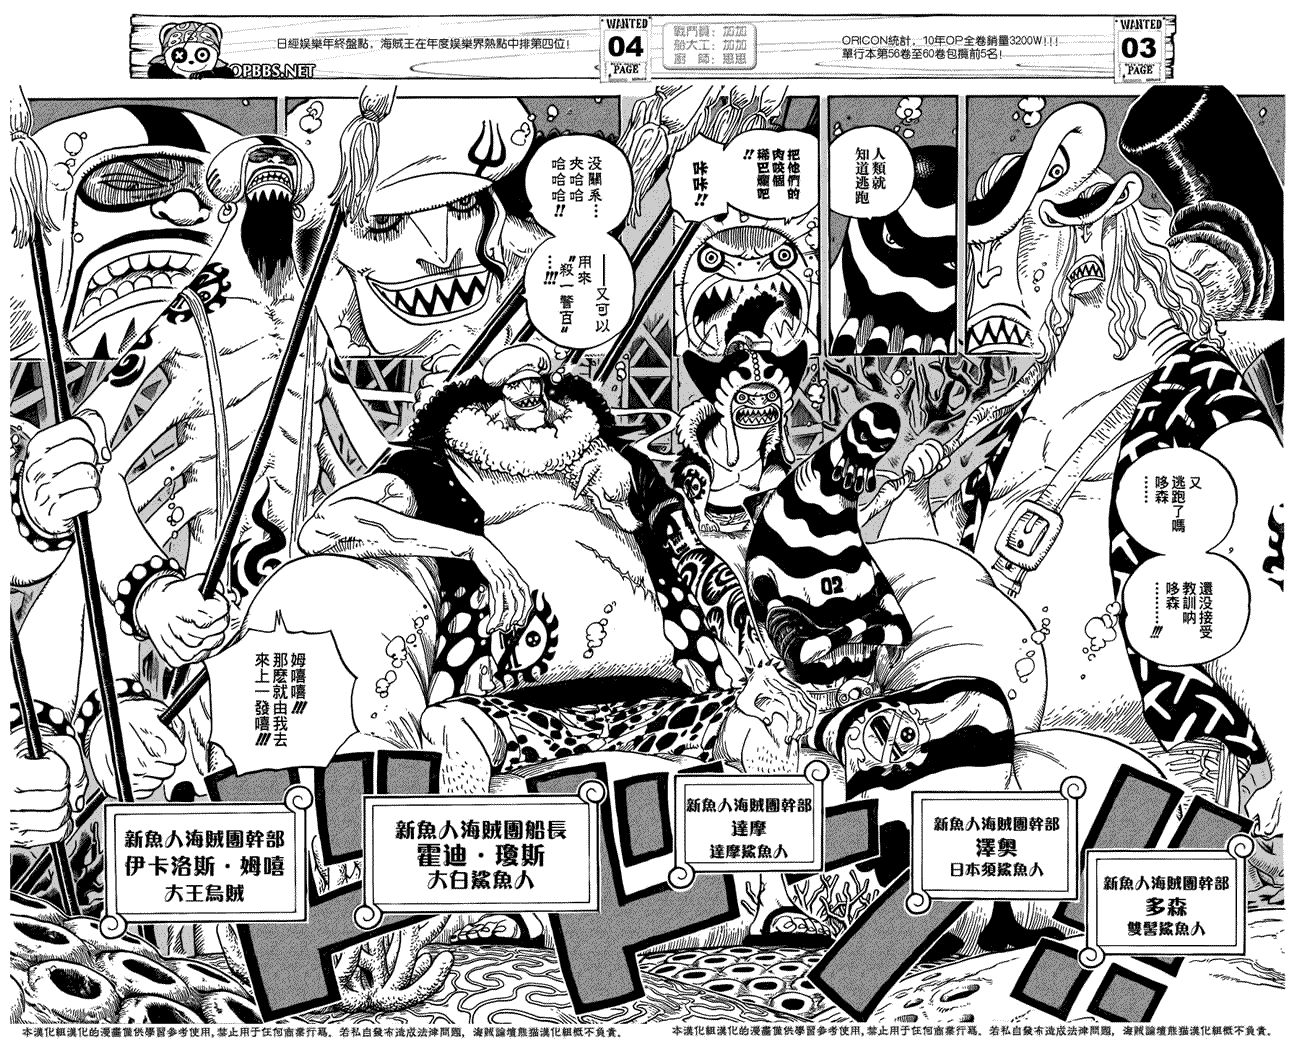 日經娛樂年終盤點，海賊王在年度娛樂界熱點中排第四位！
OPBBS.NET
WANTED
04
PAGE
戰鬥員：加加
船大工：加加
廚　師：思思
ORICON統計，10年OP全卷銷量3200W！！！
單行本第56卷至60卷包攬前5名！
WANTED
03
PAGE
人類就
知道逃跑
把他們的
肉咬個
稀巴爛吧
!!
咔咔!!
没關系…
夾哈哈
哈哈哈
!!
——又可以
用來
"殺一警百"
…!!!
又
逃跑了嗎
哆森
……
還没接受
教訓呐
哆森
………!!!
姆嘻嘻!!!
那麽就由我去
來上一發嘻!!!
新魚人海賊團幹部
伊卡洛斯·姆嘻
大王烏賊
新魚人海賊團船長
霍迪·瓊斯
大白鯊魚人
新魚人海賊團幹部
達摩
達摩鯊魚人
新魚人海賊團幹部
澤奥
日本須鯊魚人
新魚人海賊團幹部
多森
雙髻鯊魚人
02
ドドドン!!
本漢化組漢化的漫畫僅供學習參考使用,禁止用于任何商業行爲。若私自發布造成法律問題，海賊論壇熊猫漢化組概不負責。
本漢化組漢化的漫畫僅供學習參考使用,禁止用于任何商業行爲。若私自發布造成法律問題，海賊論壇熊猫漢化組概不負責。